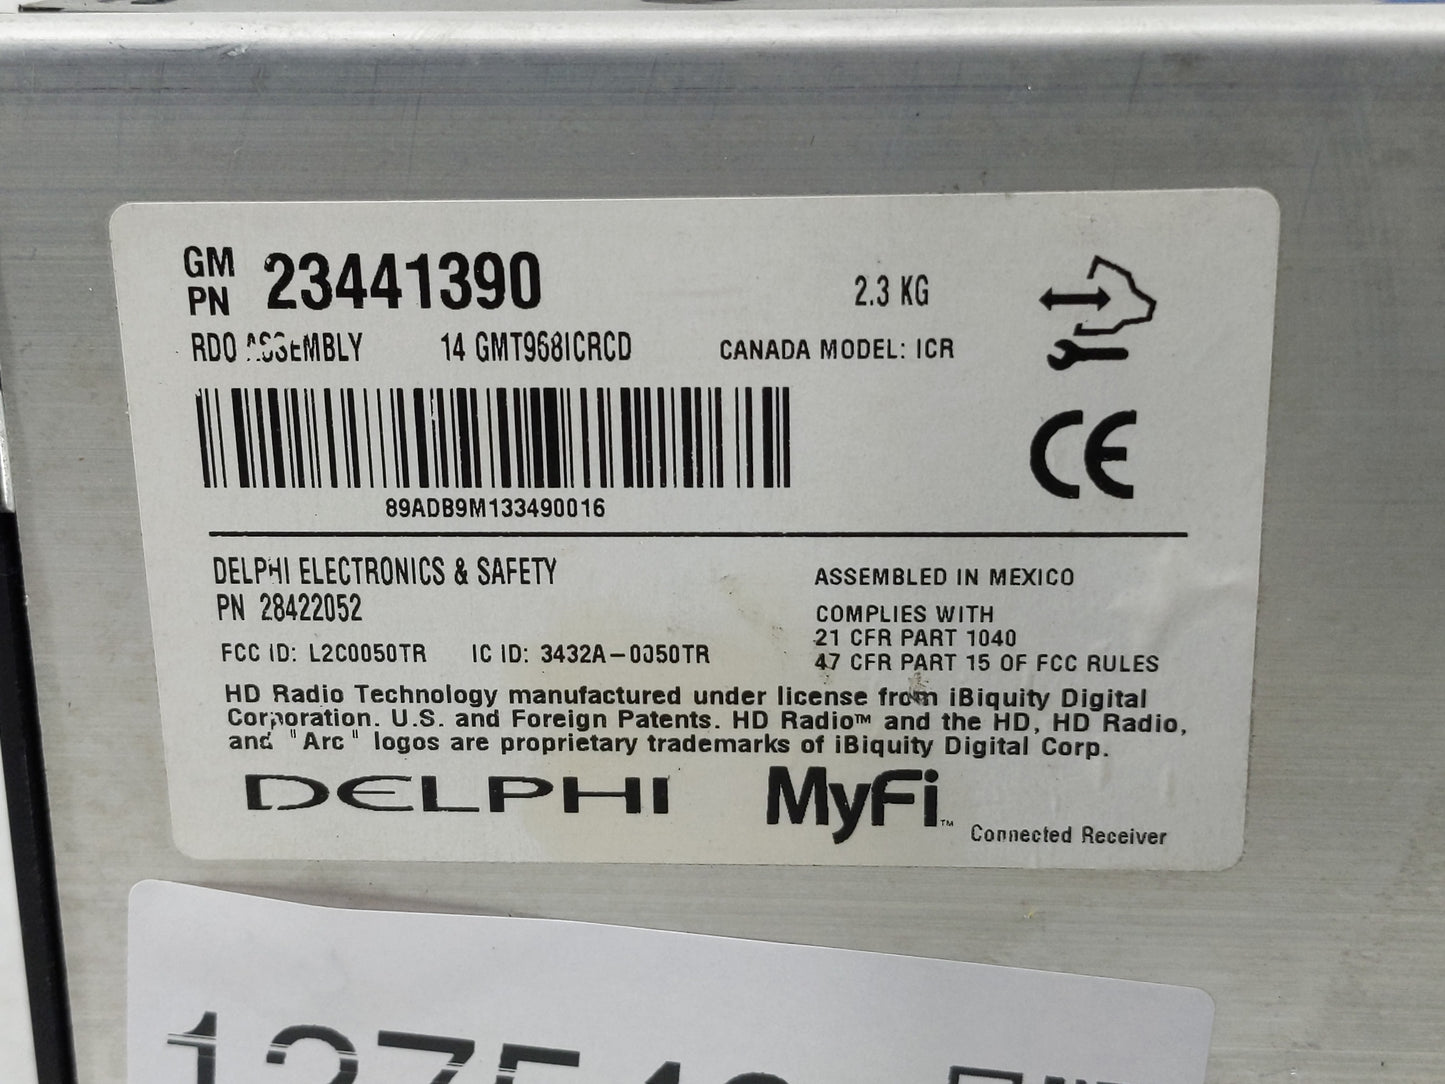 GM PN 23441390 2.3 KG
RDO ASSEMBLY 14 GMT968ICRCD CANADA MODEL: ICR
CE
89ADB9M133490016
DELPHI ELECTRONICS & SAFETY
PN 28422052
ASSEMBLED IN MEXICO
COMPLIES WITH
21 CFR PART 1040
47 CFR PART 15 OF FCC RULES
FCC ID: L2C0050TR IC ID: 3432A-0050TR
HD Radio Technology manufactured under license from iBiquity Digital
Corporation. U.S. and Foreign Patents. HD Radio™ and the HD, HD Radio,
and "Arc" logos are proprietary trademarks of iBiquity Digital Corp.
DELPHI MyFi™ Connected Receiver